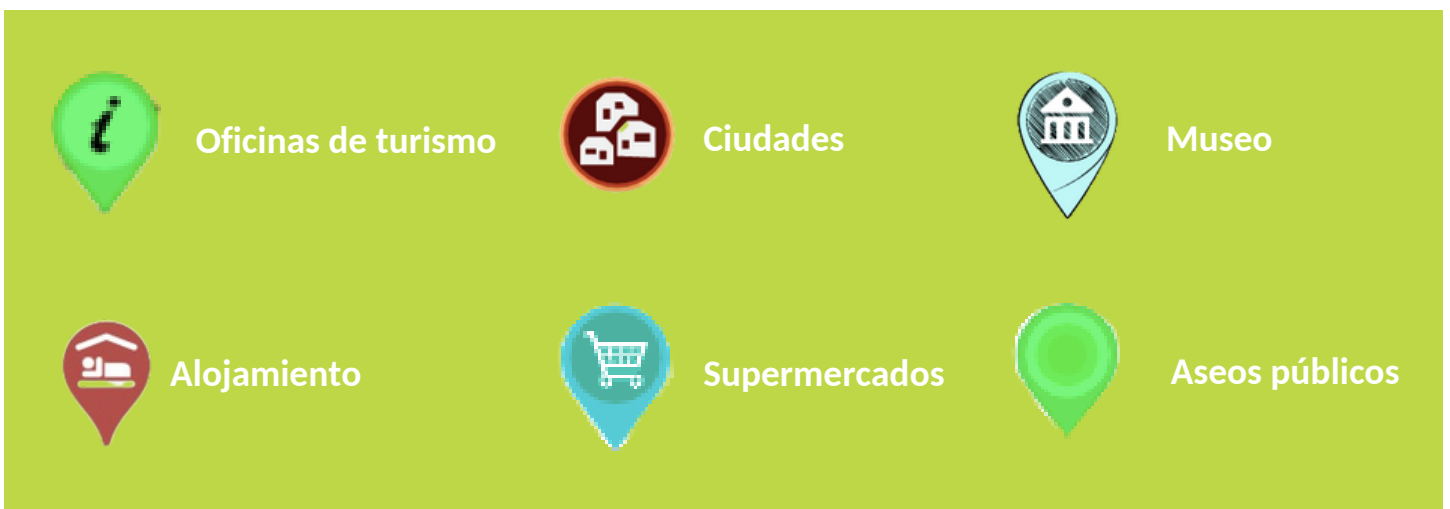 Oficinas de turismo
Ciudades
Museo
Alojamiento
Supermercados
Aseos públicos